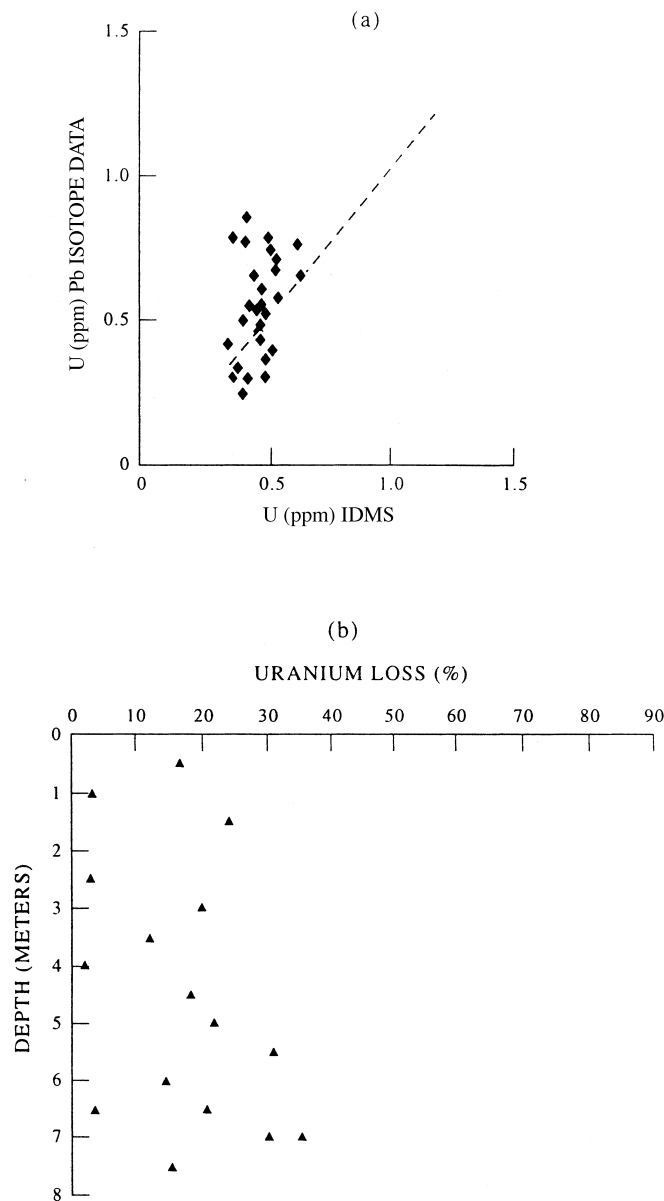 (a)
1.5
1.0
0.5
0
U (ppm) Pb ISOTOPE DATA
0 0.5 1.0 1.5
U (ppm) IDMS
(b)
URANIUM LOSS (%)
0 10 20 30 40 50 60 70 80 90
0
1
2
3
4
5
6
7
8
DEPTH (METERS)